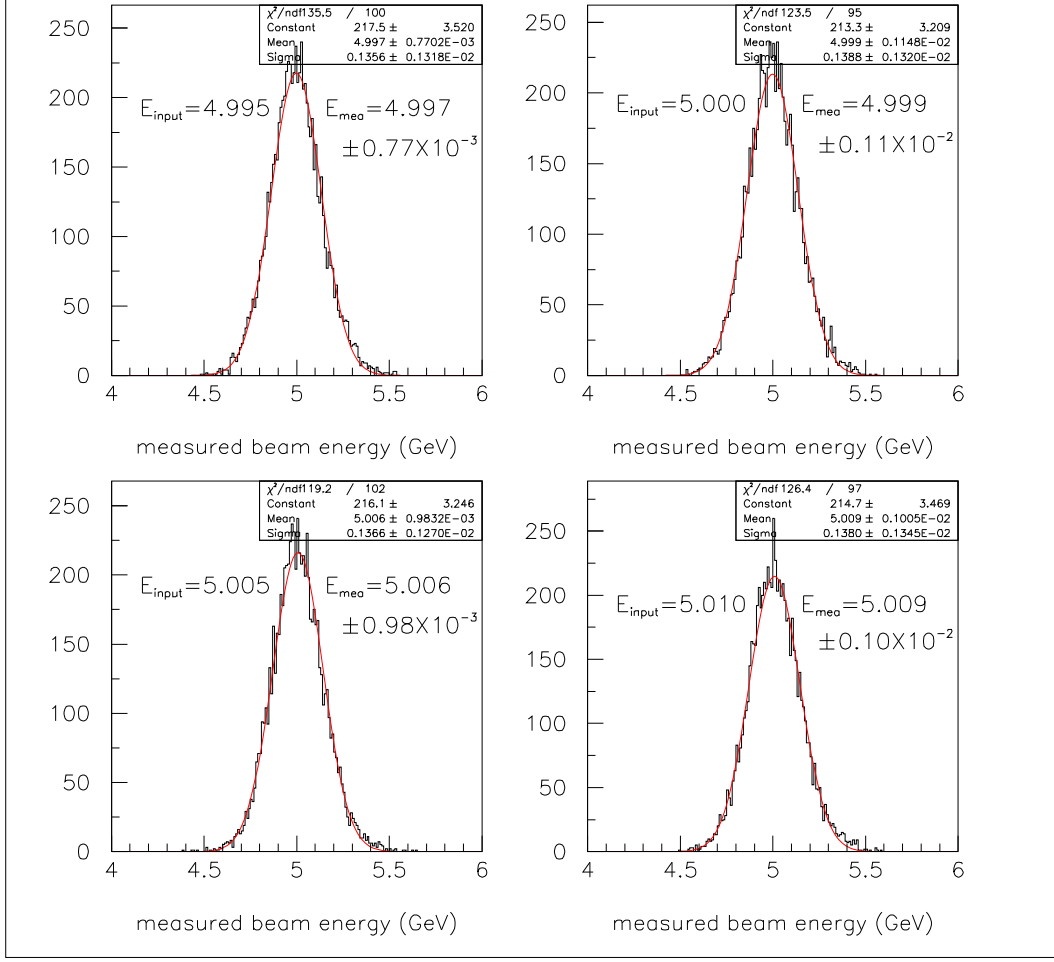 χ²/ndf135.5 / 100
Constant 217.5 ± 3.520
Mean 4.997 ± 0.7702E-03
Sigma 0.1356 ± 0.1318E-02
E_input=4.995 E_mea=4.997
±0.77X10⁻³
250
200
150
100
50
0
4 4.5 5 5.5 6
measured beam energy (GeV)
χ²/ndf 123.5 / 95
Constant 213.3 ± 3.209
Mean 4.999 ± 0.1148E-02
Sigma 0.1388 ± 0.1320E-02
E_input=5.000 E_mea=4.999
±0.11X10⁻²
250
200
150
100
50
0
4 4.5 5 5.5 6
measured beam energy (GeV)
χ²/ndf119.2 / 102
Constant 216.1 ± 3.246
Mean 5.006 ± 0.9832E-03
Sigma 0.1366 ± 0.1270E-02
E_input=5.005 E_mea=5.006
±0.98X10⁻³
250
200
150
100
50
0
4 4.5 5 5.5 6
measured beam energy (GeV)
χ²/ndf 126.4 / 97
Constant 214.7 ± 3.469
Mean 5.009 ± 0.1005E-02
Sigma 0.1380 ± 0.1345E-02
E_input=5.010 E_mea=5.009
±0.10X10⁻²
250
200
150
100
50
0
4 4.5 5 5.5 6
measured beam energy (GeV)